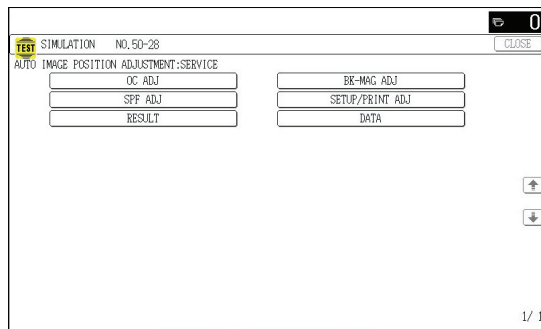 0
TEST SIMULATION NO.50-28 CLOSE
AUTO IMAGE POSITION ADJUSTMENT:SERVICE
OC ADJ BK-MAG ADJ
SPF ADJ SETUP/PRINT ADJ
RESULT DATA
1/ 1